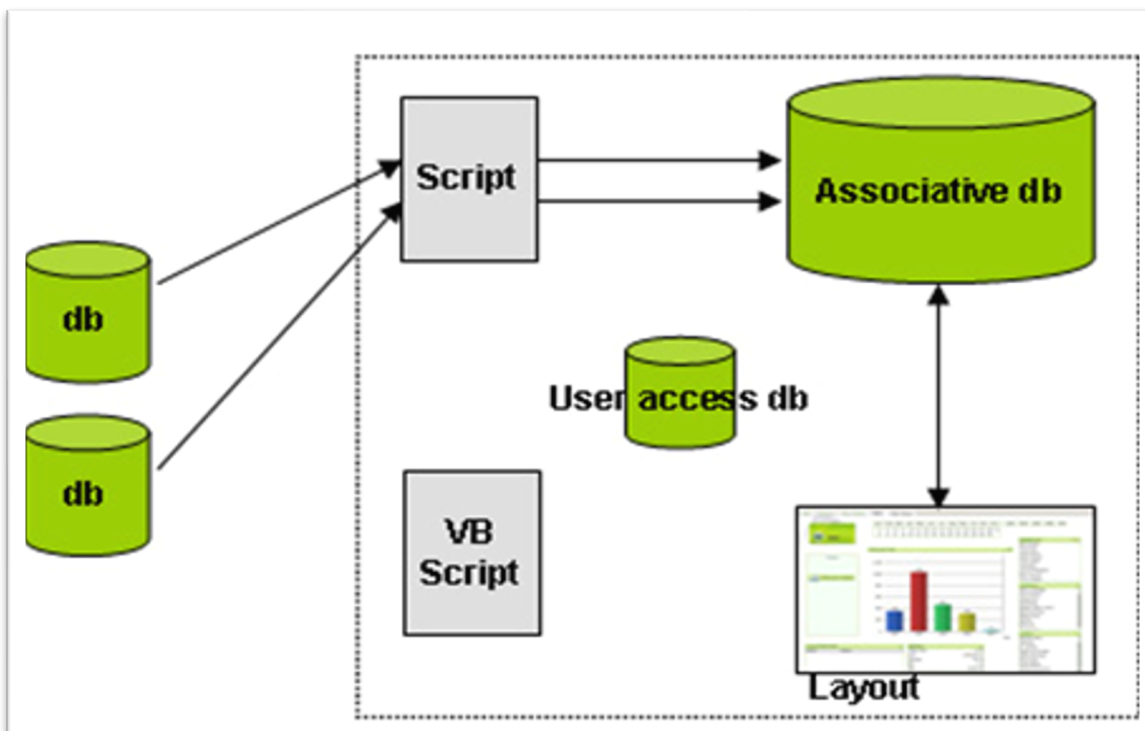 Script
Associative db
db
User access db
db
VB
Script
Layout